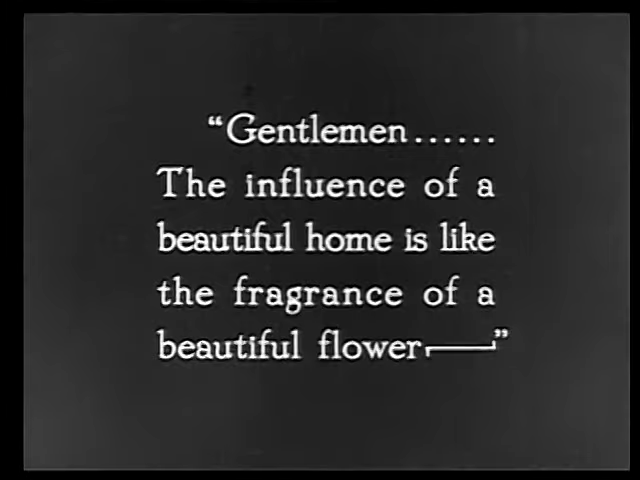 “Gentlemen......
The influence of a
beautiful home is like
the fragrance of a
beautiful flower——”